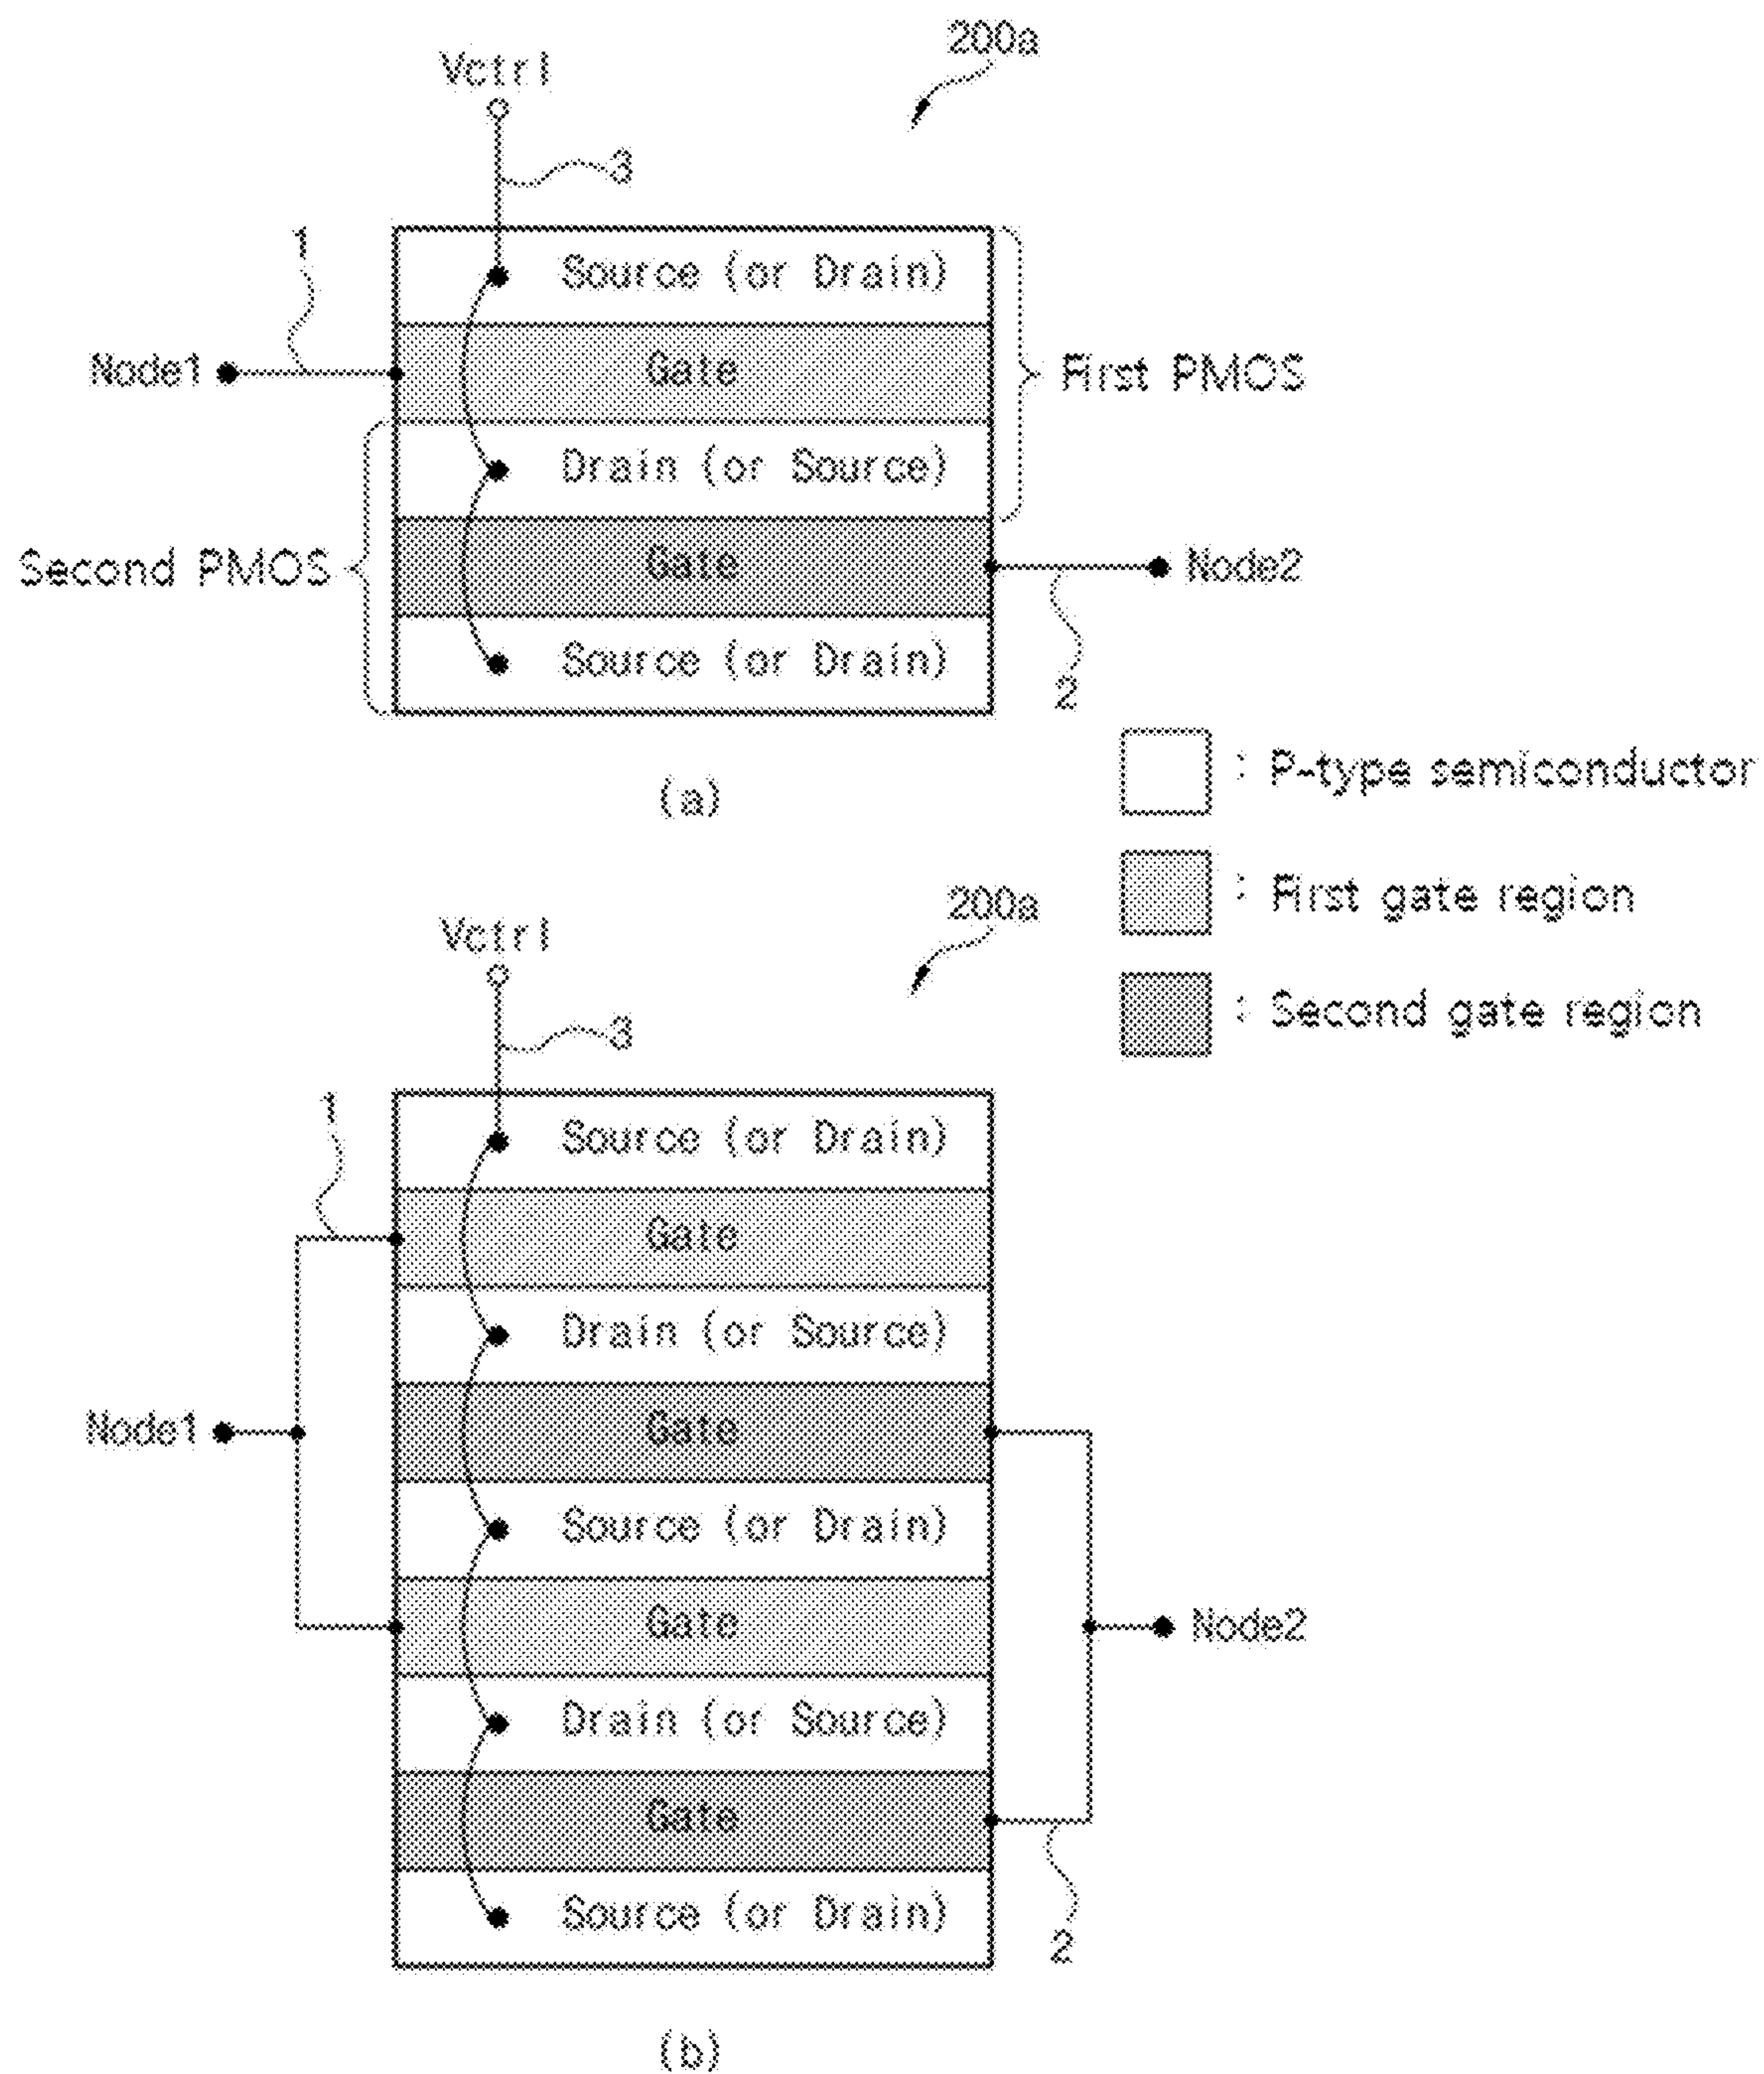 200a
Vctrl
3
1
Source (or Drain)
Node1
Gate
First PMOS
Drain (or Source)
Second PMOS
Gate
Node2
Source (or Drain)
2
(a)
: P-type semiconductor
: First gate region
: Second gate region
200a
Vctrl
3
1
Source (or Drain)
Gate
Drain (or Source)
Node1
Gate
Source (or Drain)
Gate
Node2
Drain (or Source)
Gate
Source (or Drain)
2
(b)